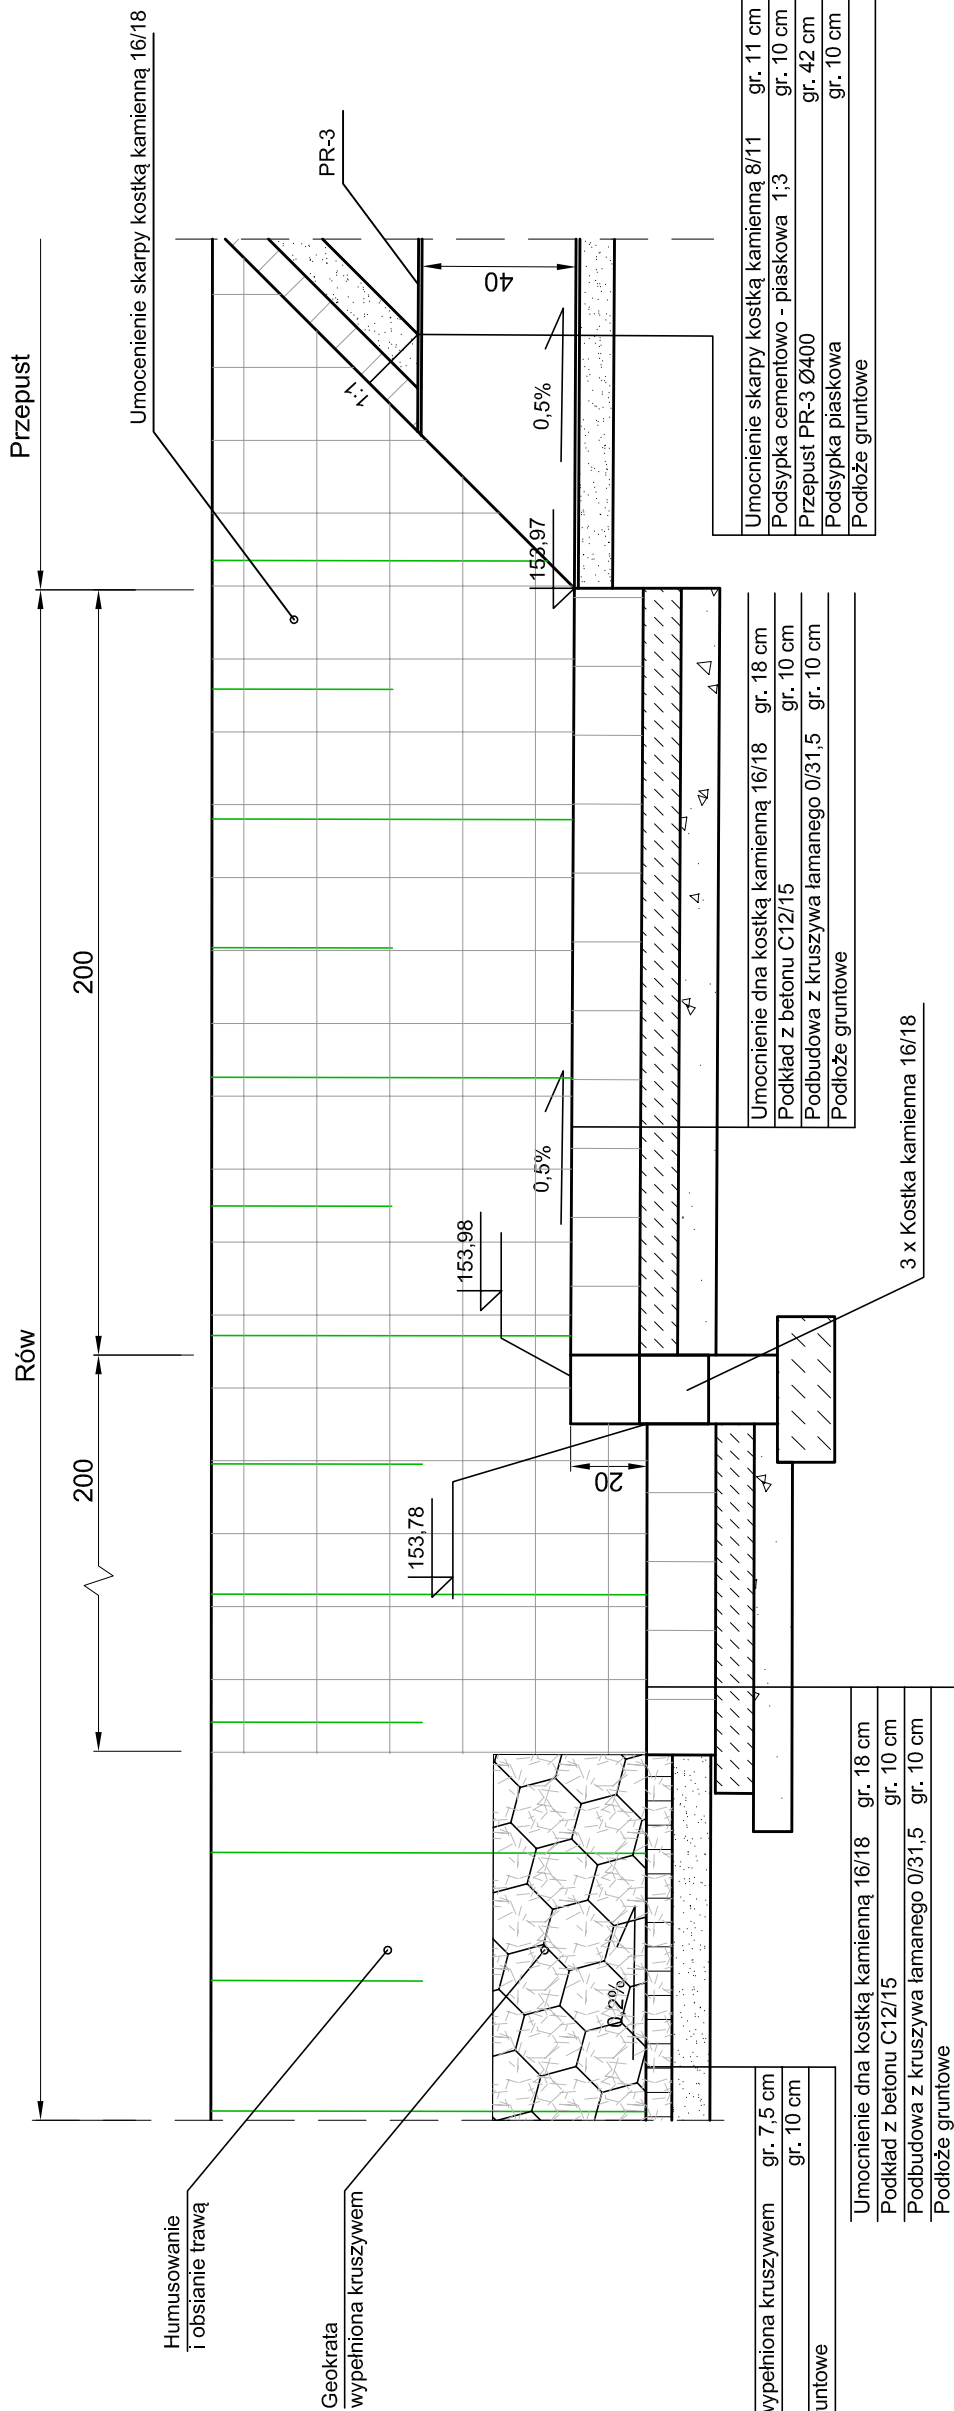 Rów
Przepust
200
200
Humusowanie
i obsianie trawą
Geokrata
wypełniona kruszywem
Umocnienie skarpy kostką kamienną 16/18
PR-3
1:1
40
0,5%
153,97
0,5%
153,98
153,78
20
0,2%
3 x Kostka kamienna 16/18
Umocnienie skarpy kostką kamienną 8/11 gr. 11 cm
Podsypka cementowo - piaskowa 1;3 gr. 10 cm
Przepust PR-3 Ø400 gr. 42 cm
Podsypka piaskowa gr. 10 cm
Podłoże gruntowe
Umocnienie dna kostką kamienną 16/18 gr. 18 cm
Podkład z betonu C12/15 gr. 10 cm
Podbudowa z kruszywa łamanego 0/31,5 gr. 10 cm
Podłoże gruntowe
Umocnienie dna kostką kamienną 16/18 gr. 18 cm
Podkład z betonu C12/15 gr. 10 cm
Podbudowa z kruszywa łamanego 0/31,5 gr. 10 cm
Podłoże gruntowe
wypełniona kruszywem gr. 7,5 cm
gr. 10 cm
untowe